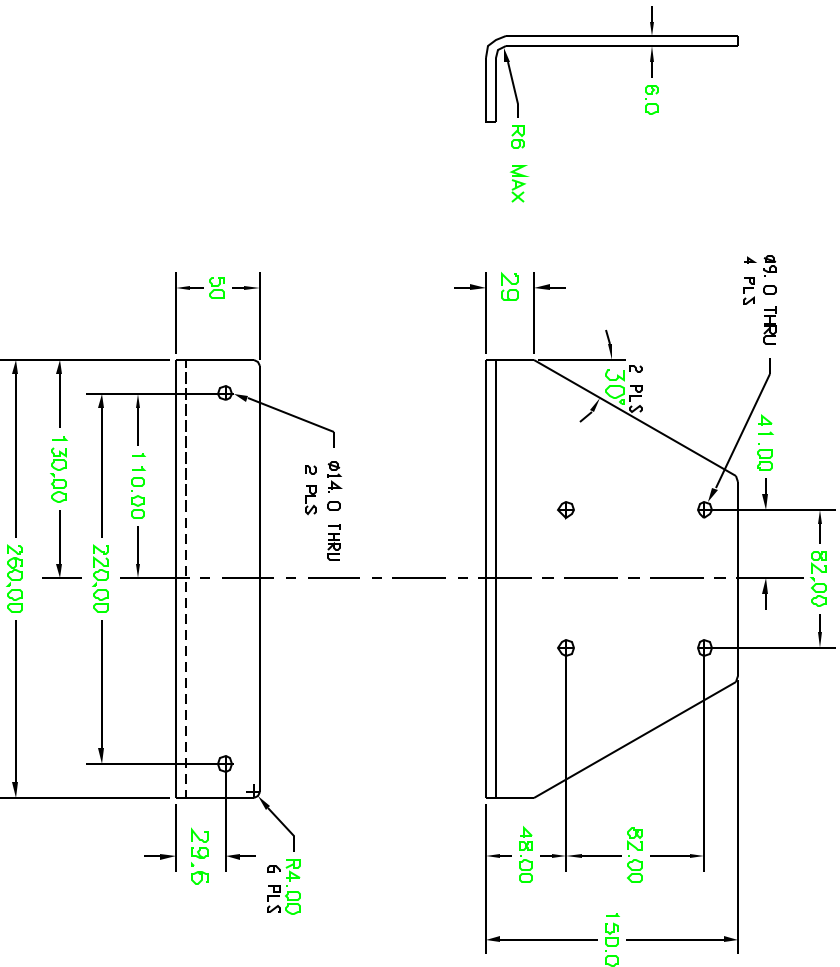 6.0
R6 MAX
ø9.0 THRU
4 PLS
50
29
2 PLS
30°
41.00
130.00
110.00
ø14.0 THRU
2 PLS
260.00
220.00
82.00
29.6
R4.00
6 PLS
48.00
82.00
150.0